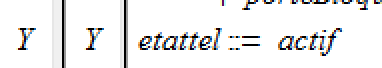 Y Y etattel ::= actif